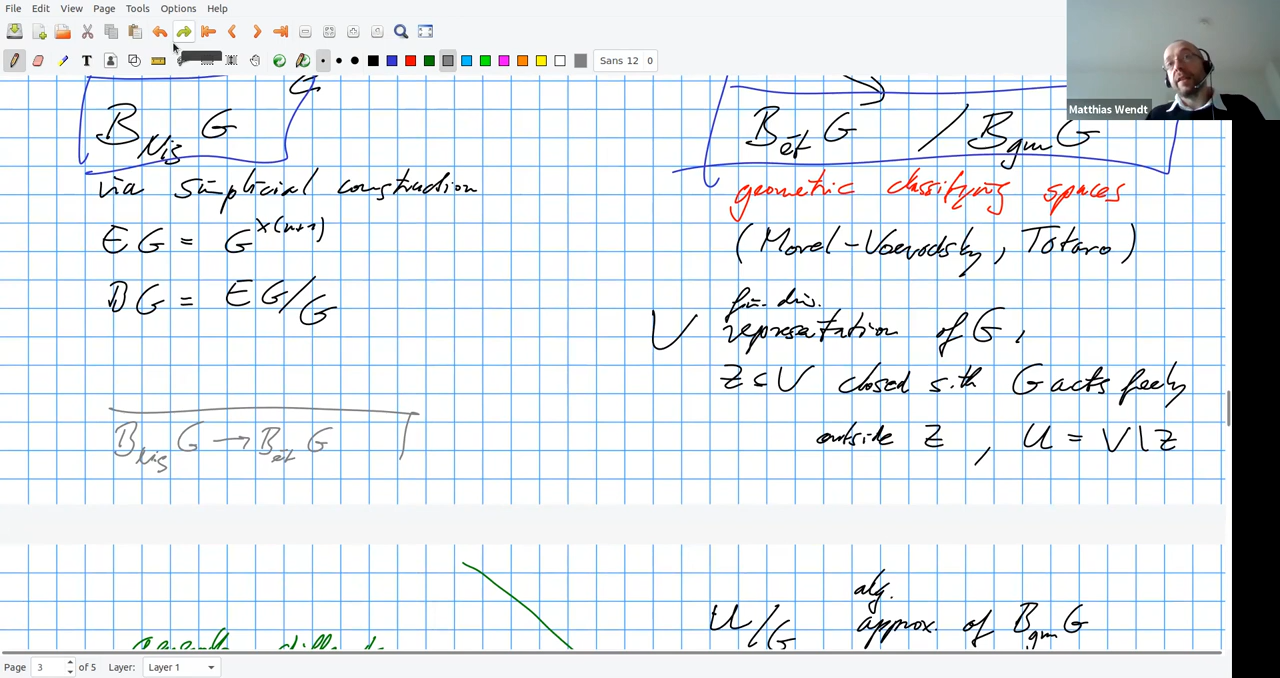 File Edit View Page Tools Options Help
Sans 12 0
Matthias Wendt
B_Nis G
via simplicial construction
EG = G^×(n+1)
BG = EG/G
B_Nis G → B_et G
B_et G / B_gm G
geometric classifying spaces
(Morel-Voevodsky, Totaro)
fin. dim.
V representation of G,
Z ⊂ V closed s.th. G acts freely
outside Z, U = V \ Z
alg.
U/G approx. of B_gm G
Page 3 of 5 Layer: Layer 1